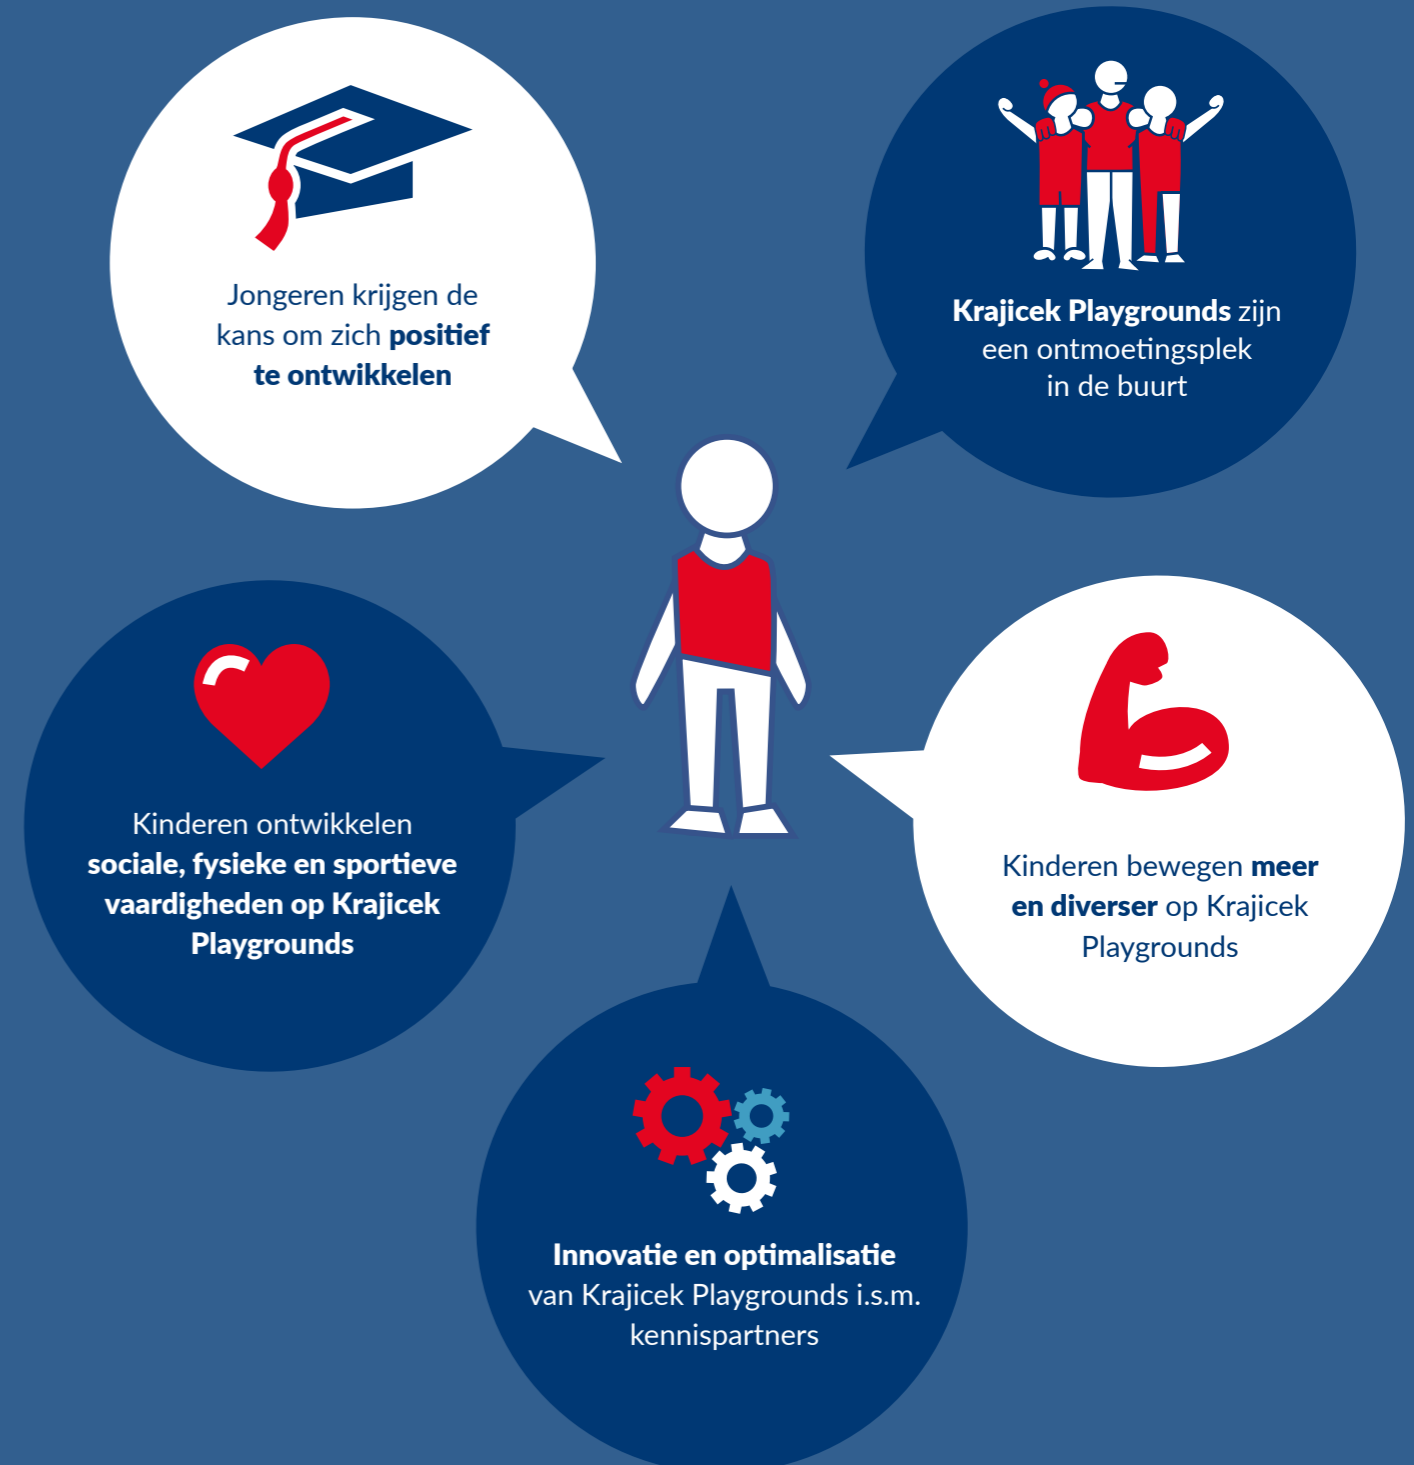 Jongeren krijgen de
kans om zich positief
te ontwikkelen
Krajicek Playgrounds zijn
een ontmoetingsplek
in de buurt
Kinderen ontwikkelen
sociale, fysieke en sportieve
vaardigheden op Krajicek
Playgrounds
Kinderen bewegen meer
en diverser op Krajicek
Playgrounds
Innovatie en optimalisatie
van Krajicek Playgrounds i.s.m.
kennispartners